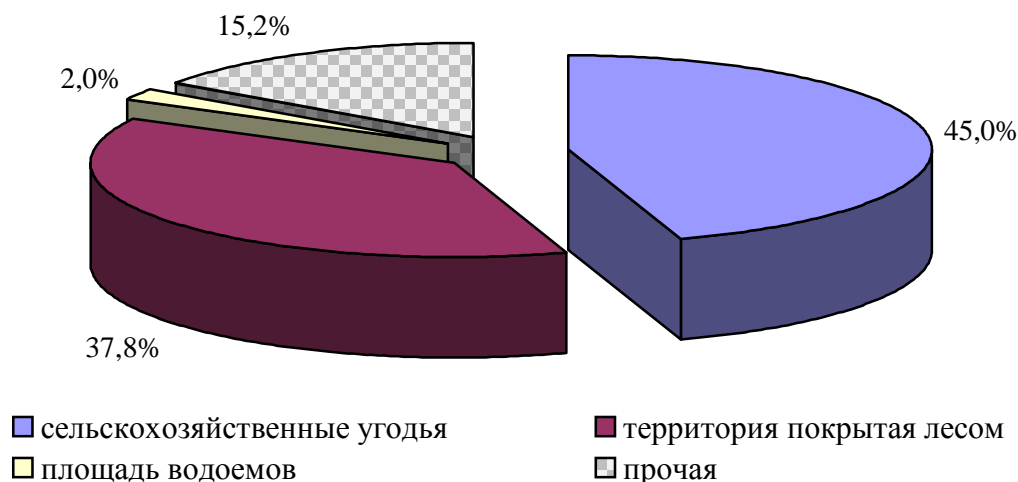 15,2%
2,0%
45,0%
37,8%
сельскохозяйственные угодья
территория покрытая лесом
площадь водоемов
прочая